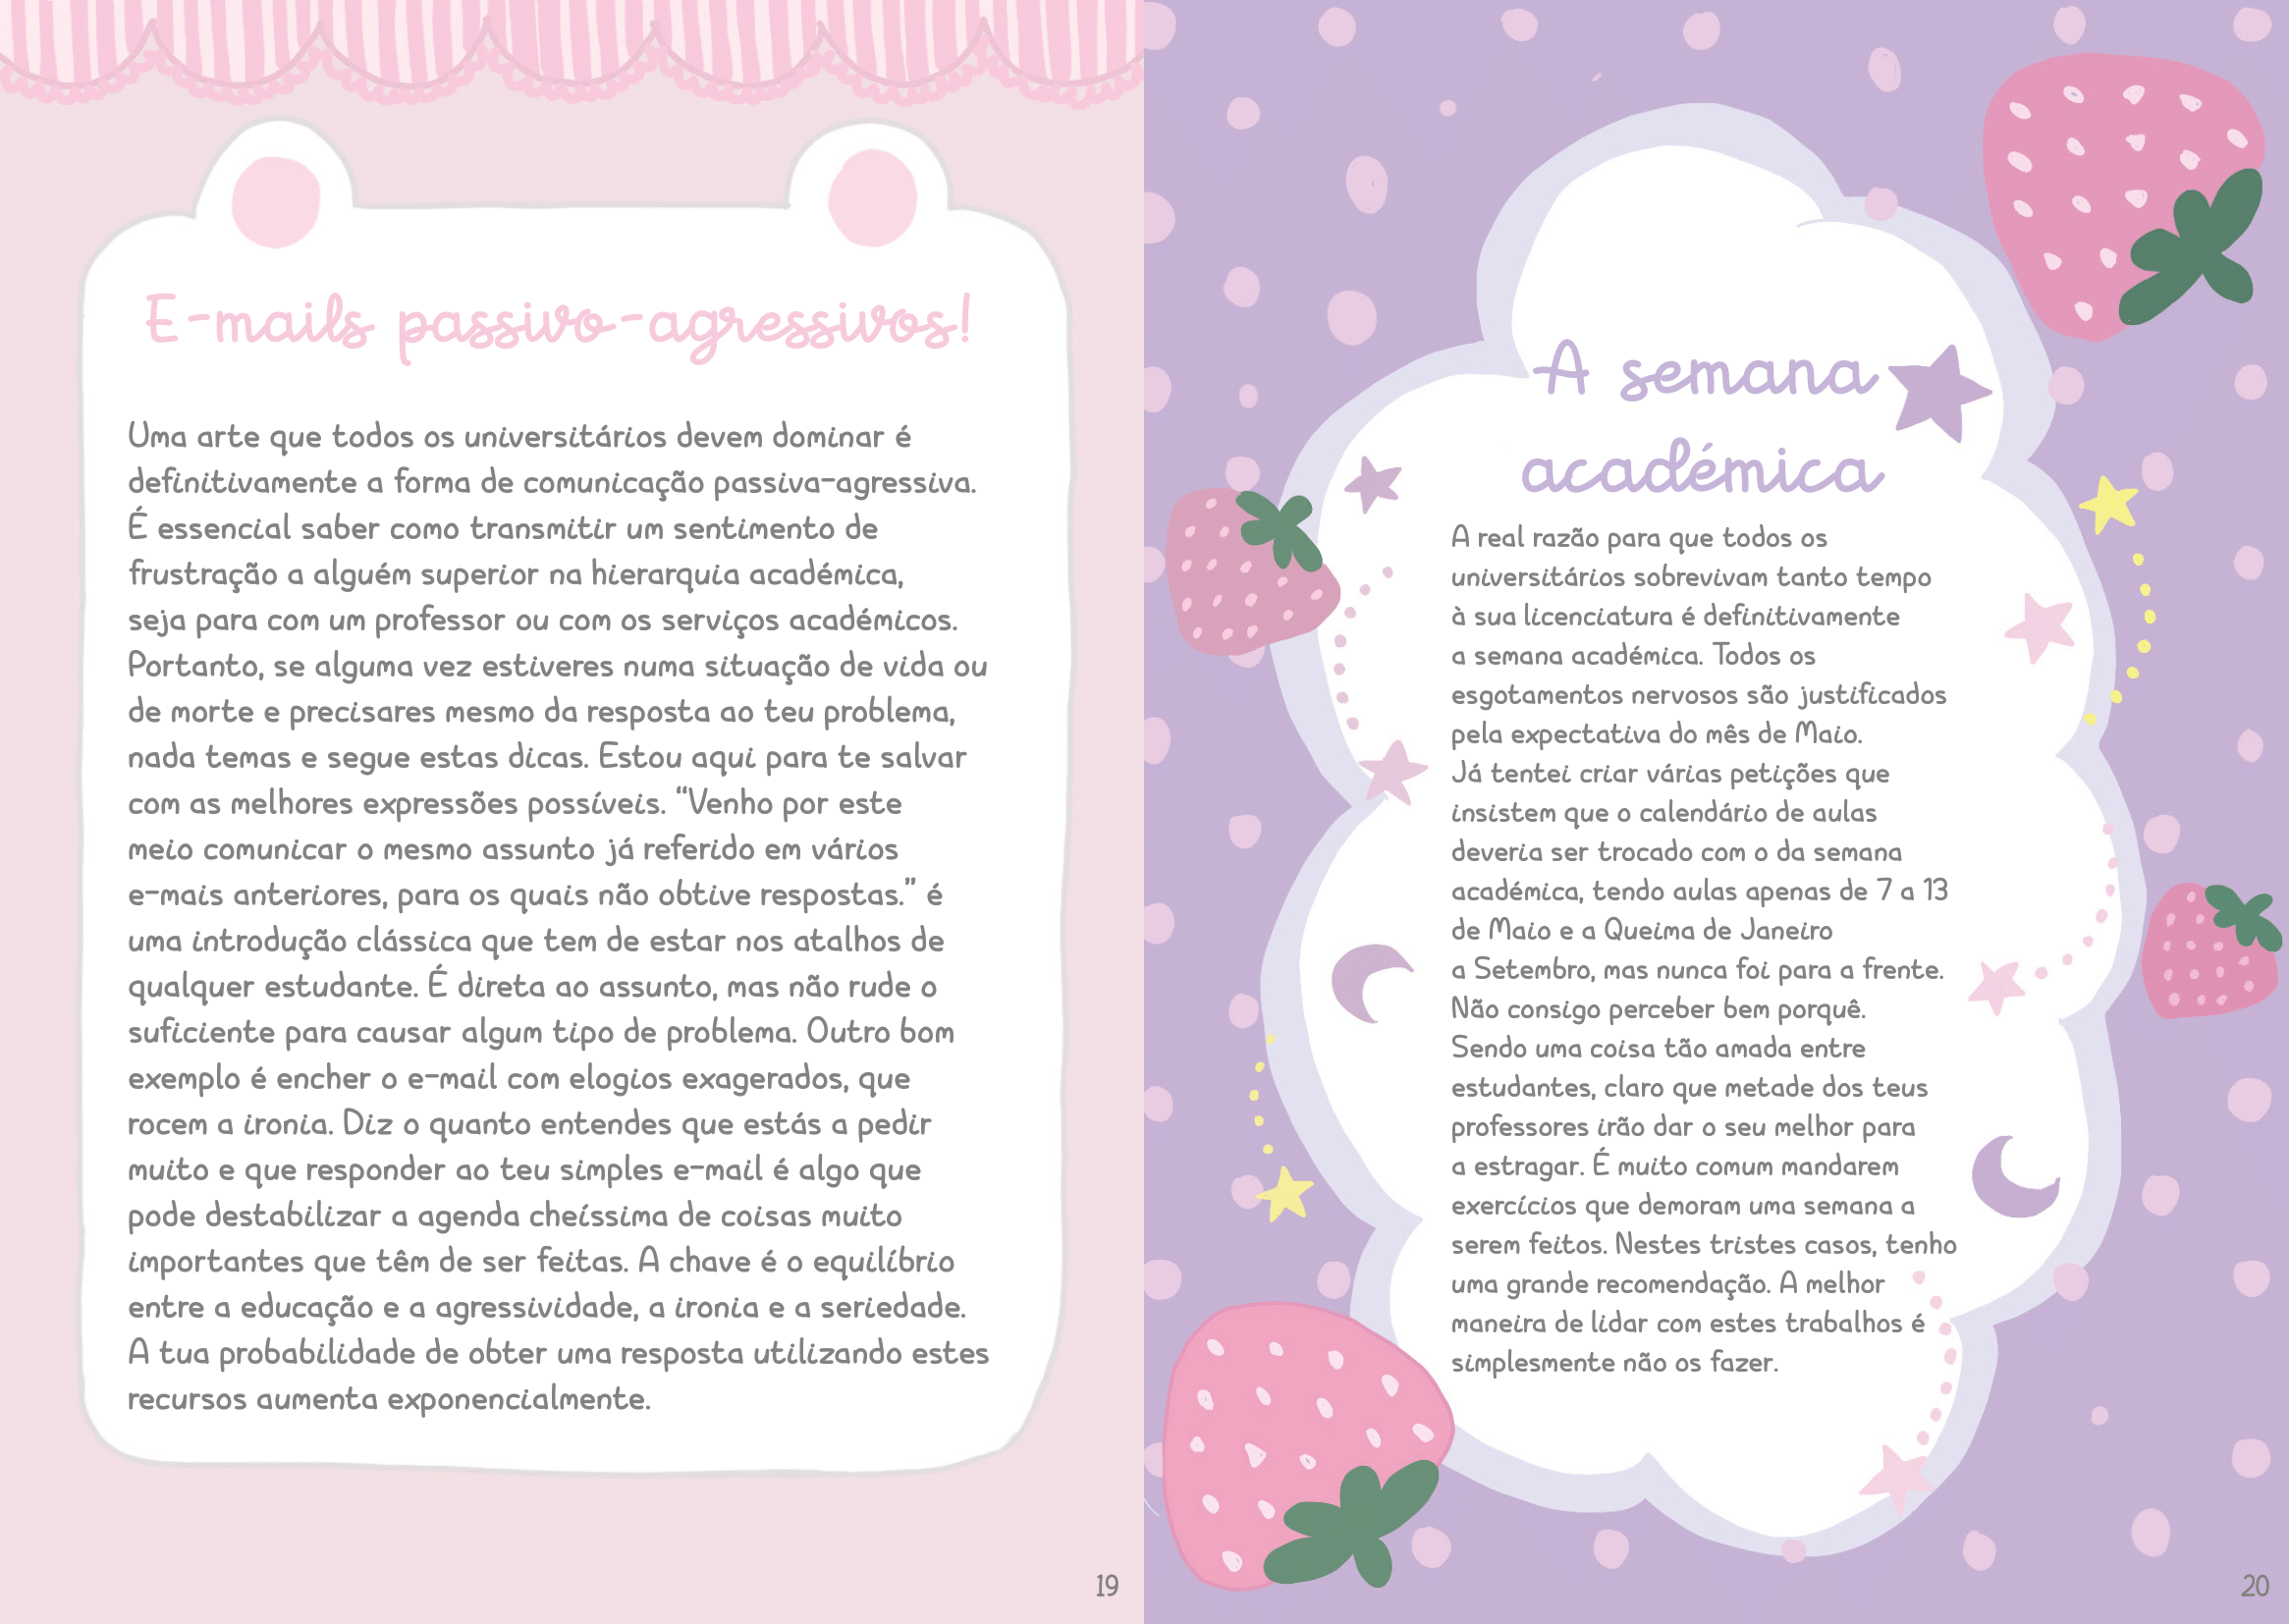 E-mails passivo-agressivos!
Uma arte que todos os universitários devem dominar é
definitivamente a forma de comunicação passiva-agressiva.
É essencial saber como transmitir um sentimento de
frustração a alguém superior na hierarquia académica,
seja para com um professor ou com os serviços académicos.
Portanto, se alguma vez estiveres numa situação de vida ou
de morte e precisares mesmo da resposta ao teu problema,
nada temas e segue estas dicas. Estou aqui para te salvar
com as melhores expressões possíveis. “Venho por este
meio comunicar o mesmo assunto já referido em vários
e-mais anteriores, para os quais não obtive respostas.” é
uma introdução clássica que tem de estar nos atalhos de
qualquer estudante. É direta ao assunto, mas não rude o
suficiente para causar algum tipo de problema. Outro bom
exemplo é encher o e-mail com elogios exagerados, que
rocem a ironia. Diz o quanto entendes que estás a pedir
muito e que responder ao teu simples e-mail é algo que
pode destabilizar a agenda cheíssima de coisas muito
importantes que têm de ser feitas. A chave é o equilíbrio
entre a educação e a agressividade, a ironia e a seriedade.
A tua probabilidade de obter uma resposta utilizando estes
recursos aumenta exponencialmente.
19
A semana
académica
A real razão para que todos os
universitários sobrevivam tanto tempo
à sua licenciatura é definitivamente
a semana académica. Todos os
esgotamentos nervosos são justificados
pela expectativa do mês de Maio.
Já tentei criar várias petições que
insistem que o calendário de aulas
deveria ser trocado com o da semana
académica, tendo aulas apenas de 7 a 13
de Maio e a Queima de Janeiro
a Setembro, mas nunca foi para a frente.
Não consigo perceber bem porquê.
Sendo uma coisa tão amada entre
estudantes, claro que metade dos teus
professores irão dar o seu melhor para
a estragar. É muito comum mandarem
exercícios que demoram uma semana a
serem feitos. Nestes tristes casos, tenho
uma grande recomendação. A melhor
maneira de lidar com estes trabalhos é
simplesmente não os fazer.
20